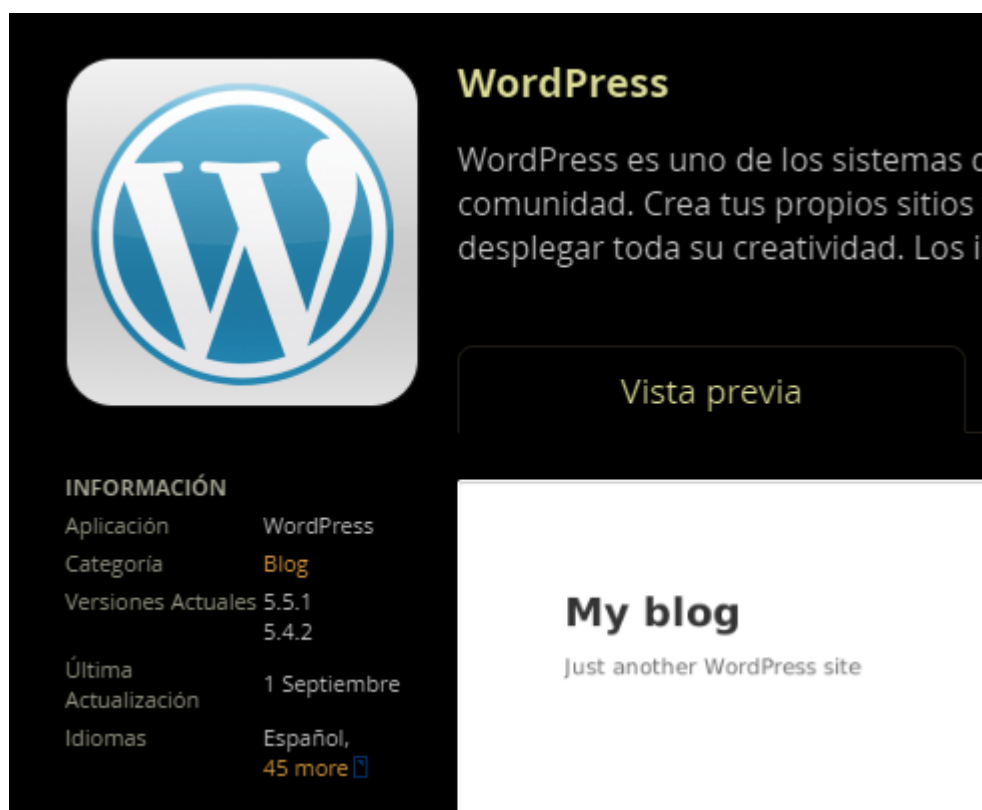 WordPress
WordPress es uno de los sistemas
comunidad. Crea tus propios sitios
desplegar toda su creatividad. Los
Vista previa
INFORMACIÓN
Aplicación WordPress
Categoría Blog
Versiones Actuales 5.5.1
5.4.2
Última
Actualización 1 Septiembre
Idiomas Español,
45 more
My blog
Just another WordPress site